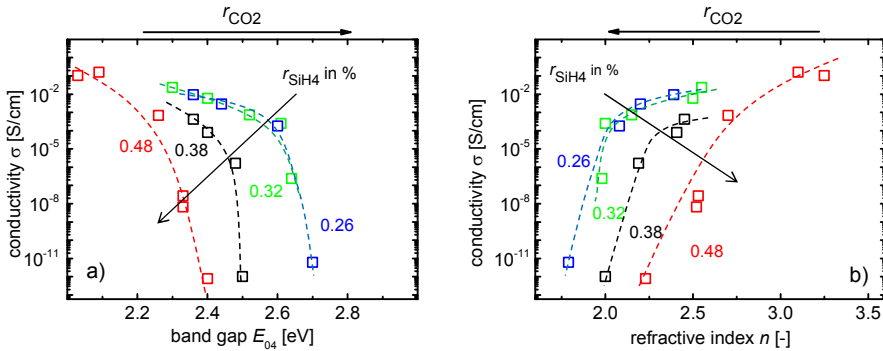 r_CO2
r_SiH4 in %
0.48
0.38
0.32
0.26
a)
conductivity σ [S/cm]
10^-2
10^-5
10^-8
10^-11
2.2 2.4 2.6 2.8 3.0
band gap E_04 [eV]
r_CO2
r_SiH4 in %
0.26
0.32
0.38
0.48
b)
conductivity σ [S/cm]
10^-2
10^-5
10^-8
10^-11
2.0 2.5 3.0 3.5
refractive index n [-]